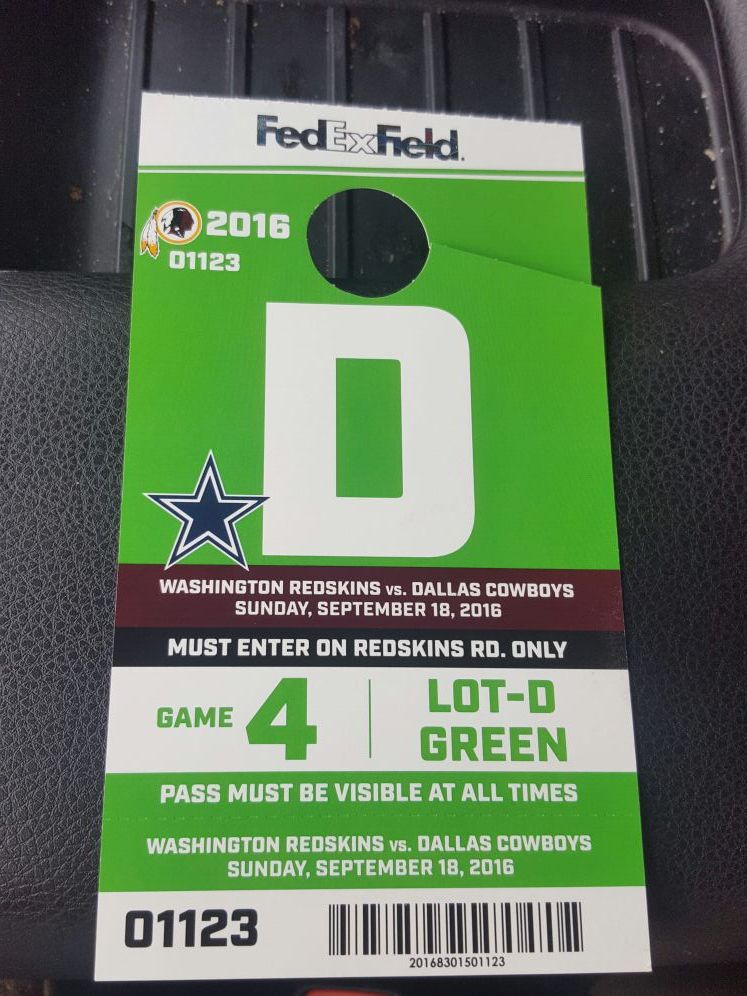 FedExField.
2016
01123
D
WASHINGTON REDSKINS vs. DALLAS COWBOYS
SUNDAY, SEPTEMBER 18, 2016
MUST ENTER ON REDSKINS RD. ONLY
GAME 4
LOT-D
GREEN
PASS MUST BE VISIBLE AT ALL TIMES
WASHINGTON REDSKINS vs. DALLAS COWBOYS
SUNDAY, SEPTEMBER 18, 2016
01123
20168301501123